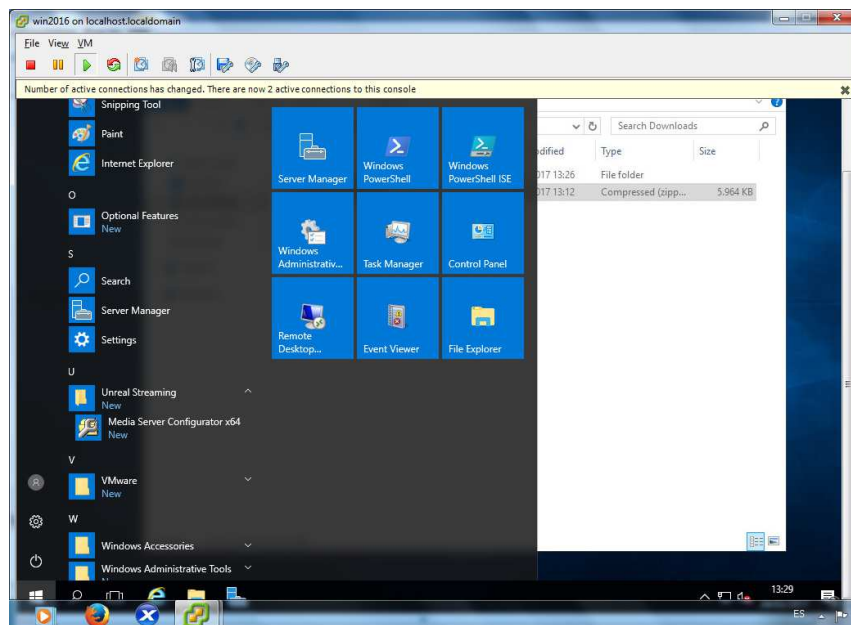 win2016 on localhost.localdomain
File View VM
Number of active connections has changed. There are now 2 active connections to this console
Snipping Tool
Paint
Internet Explorer
O
Optional Features
New
S
Search
Server Manager
Settings
U
Unreal Streaming
New
Media Server Configurator x64
New
V
VMware
New
W
Windows Accessories
Windows Administrative Tools
Server Manager
Windows
PowerShell
Windows
PowerShell ISE
Windows
Administrativ...
Task Manager
Control Panel
Remote
Desktop...
Event Viewer
File Explorer
Search Downloads
Type
Size
017 13:26
File folder
017 13:12
Compressed (zipp...
5.964 KB
13:29
ES